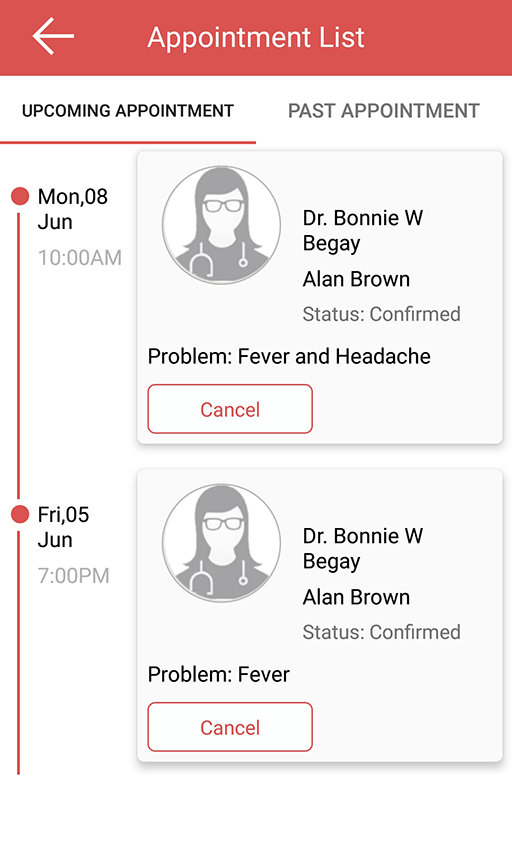 Appointment List
UPCOMING APPOINTMENT
PAST APPOINTMENT
Mon,08
Jun
10:00AM
Dr. Bonnie W
Begay
Alan Brown
Status: Confirmed
Problem: Fever and Headache
Cancel
Fri,05
Jun
7:00PM
Dr. Bonnie W
Begay
Alan Brown
Status: Confirmed
Problem: Fever
Cancel